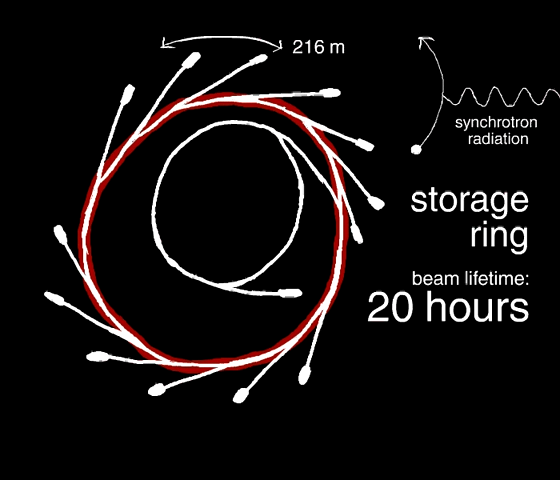 216 m
synchrotron
radiation
storage
ring
beam lifetime:
20 hours